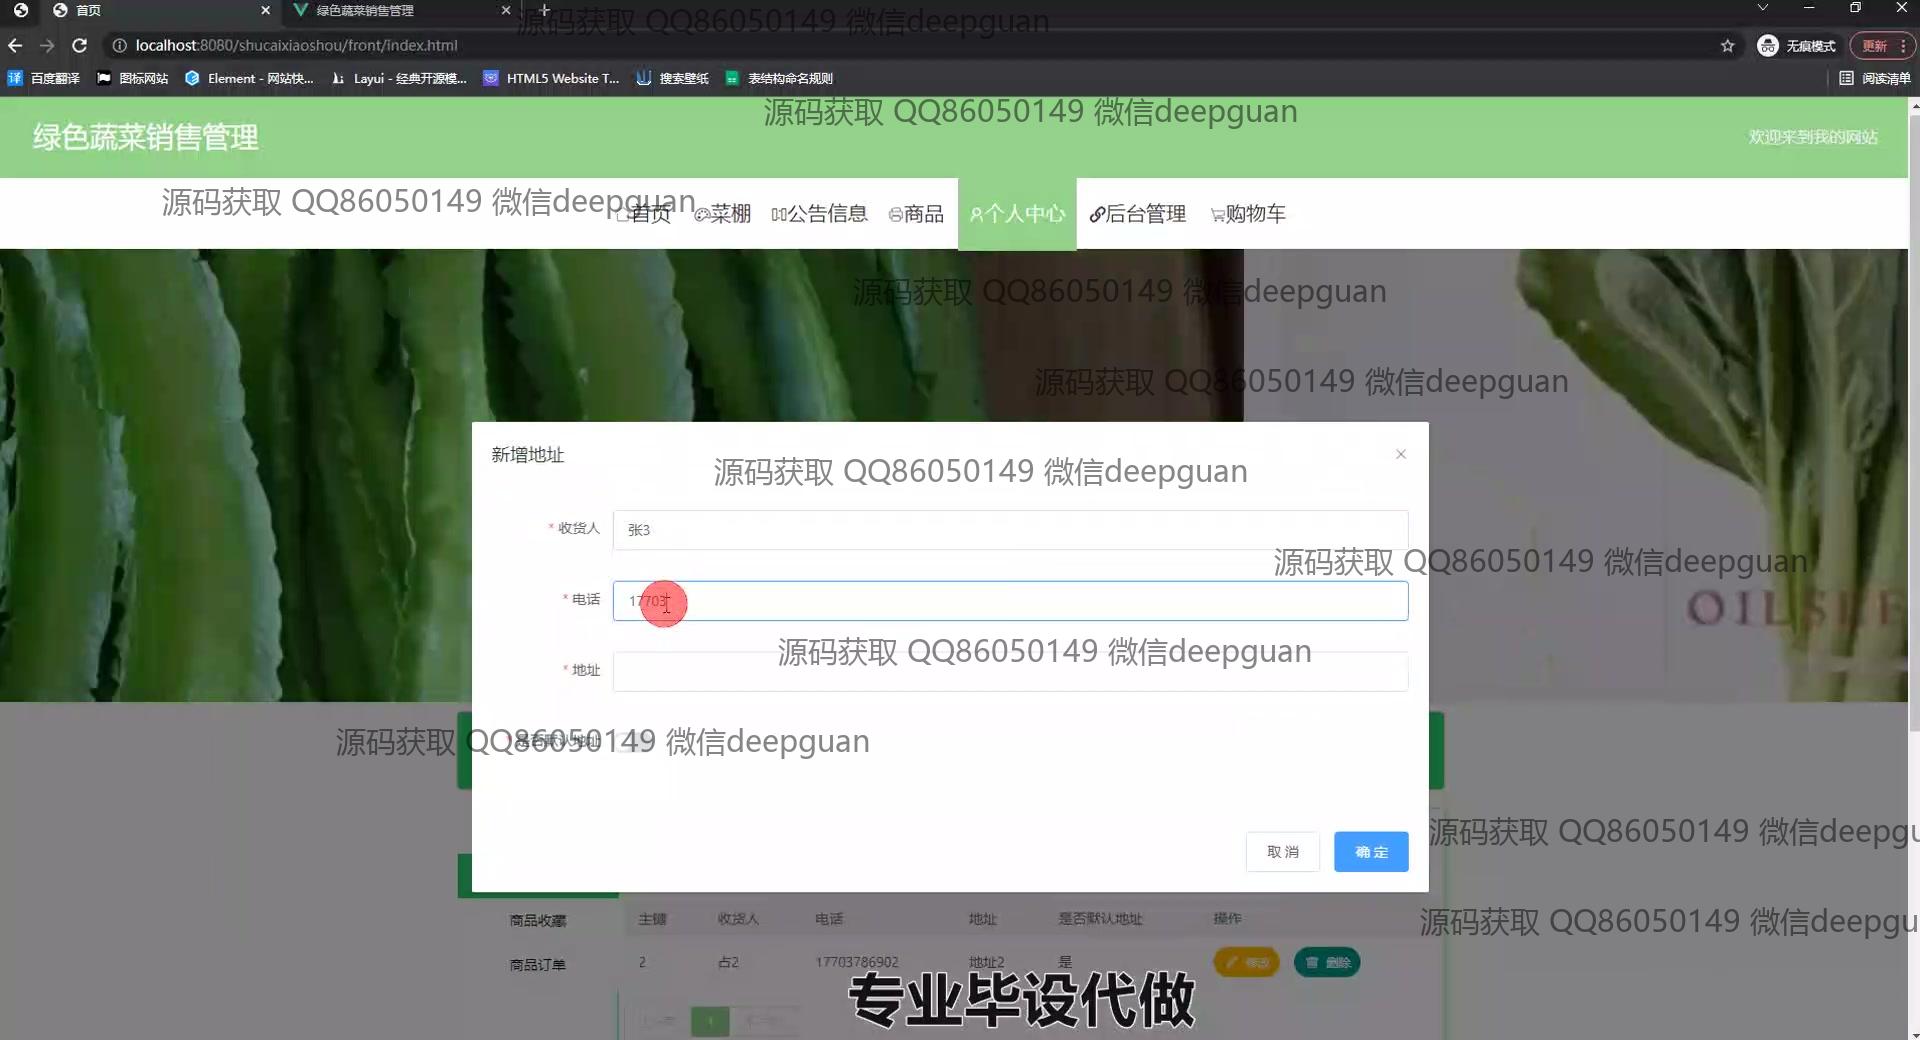 首页
绿色蔬菜销售管理
源码获取 QQ86050149 微信deepguan
localhost:8080/shucaixiaoshou/front/index.html
无痕模式
更新
百度翻译
图标网站
Element - 网站快...
Layui - 经典开源模...
HTML5 Website T...
搜索壁纸
表结构命名规则
阅读清单
源码获取 QQ86050149 微信deepguan
绿色蔬菜销售管理
欢迎来到我的网站
源码获取 QQ86050149 微信deepguan
首页
菜棚
公告信息
商品
个人中心
后台管理
购物车
源码获取 QQ86050149 微信deepguan
源码获取 QQ86050149 微信deepguan
新增地址
源码获取 QQ86050149 微信deepguan
* 收货人
张3
源码获取 QQ86050149 微信deepguan
* 电话
17703
OILSEE
源码获取 QQ86050149 微信deepguan
* 地址
源码获取 QQ86050149 微信deepguan
* 是否默认地址
取消
确定
源码获取 QQ86050149 微信deepgu
商品收藏
主键
收货人
电话
地址
是否默认地址
操作
源码获取 QQ86050149 微信deepgu
商品订单
2
占2
17703786902
地址2
是
修改
删除
专业毕设代做
1